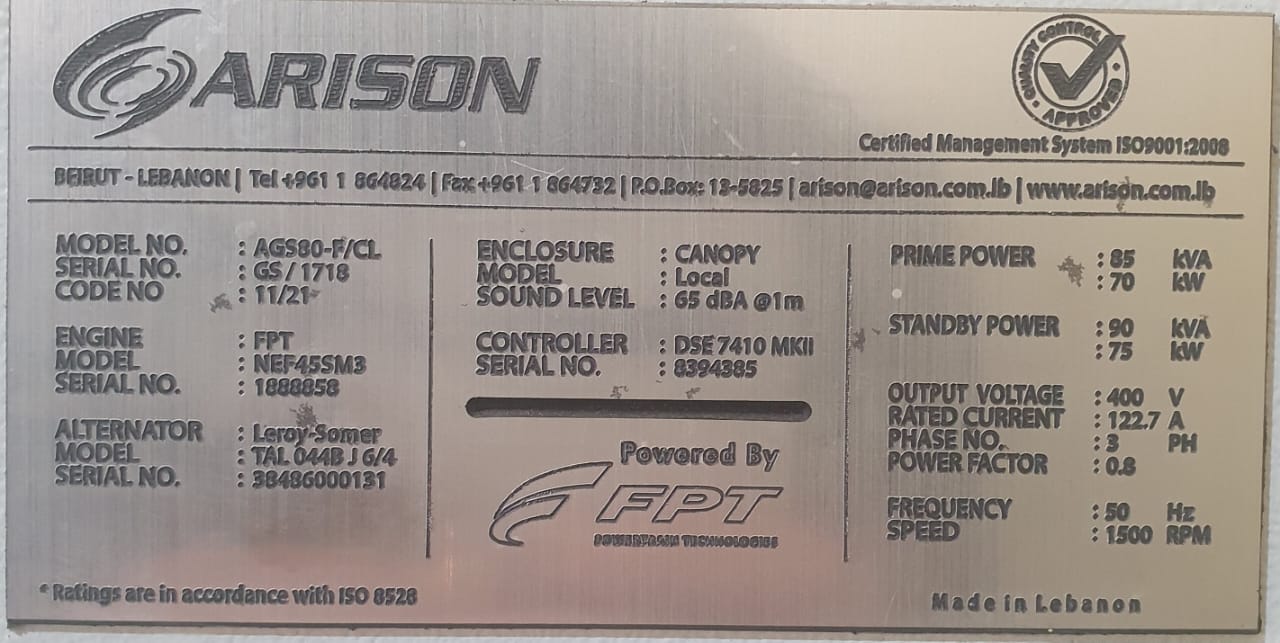 ARISON
QUALITY CONTROL
APPROVED
Certified Management System ISO9001:2008
BEIRUT - LEBANON | Tel +961 1 864824 | Fax +961 1 864732 | P.O.Box: 13-5825 | arison@arison.com.lb | www.arison.com.lb
MODEL NO. : AGS80-F/CL
SERIAL NO. : GS / 1718
CODE NO : 11/21
ENGINE : FPT
MODEL : NEF45SM3
SERIAL NO. : 1888858
ALTERNATOR : Leroy-Somer
MODEL : TAL 044B J 6/4
SERIAL NO. : 38486000131
ENCLOSURE : CANOPY
MODEL : Local
SOUND LEVEL : 65 dBA @1m
CONTROLLER : DSE 7410 MKII
SERIAL NO. : 8394385
Powered By
FPT
POWERTRAIN TECHNOLOGIES
PRIME POWER : 85 kVA
: 70 kW
STANDBY POWER : 90 kVA
: 75 kW
OUTPUT VOLTAGE : 400 V
RATED CURRENT : 122.7 A
PHASE NO. : 3 PH
POWER FACTOR : 0.8
FREQUENCY : 50 Hz
SPEED : 1500 RPM
* Ratings are in accordance with ISO 8528
Made in Lebanon